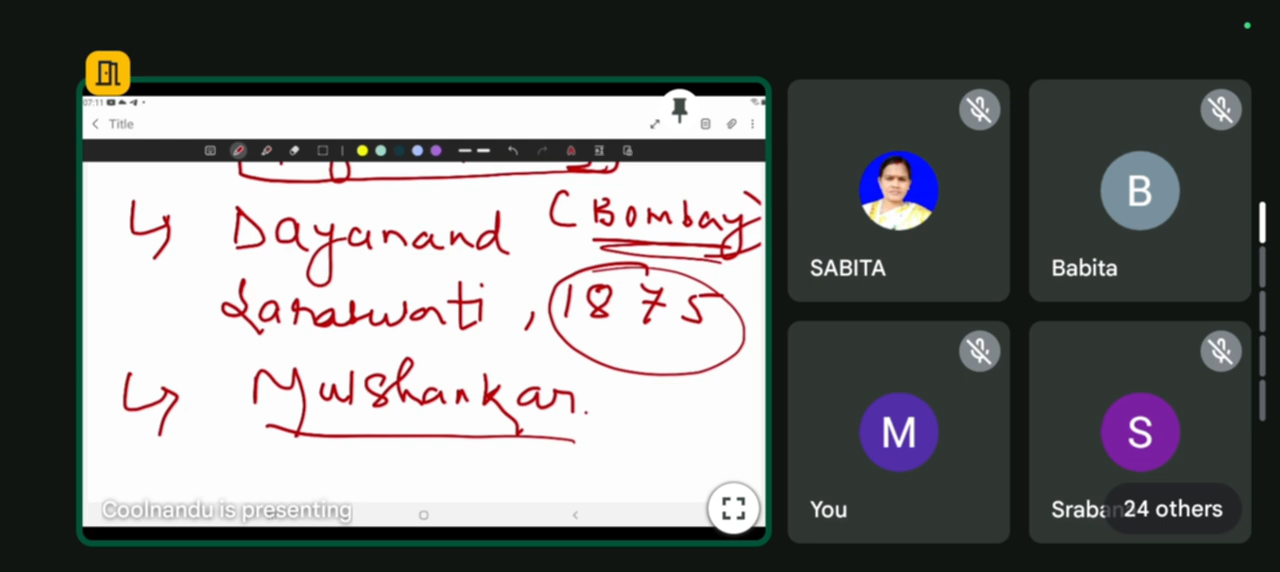 07:11
Title
Dayanand (Bombay)
Saraswati, 1875
Mulshankar.
Coolnandu is presenting
SABITA
B
Babita
M
You
S
24 others